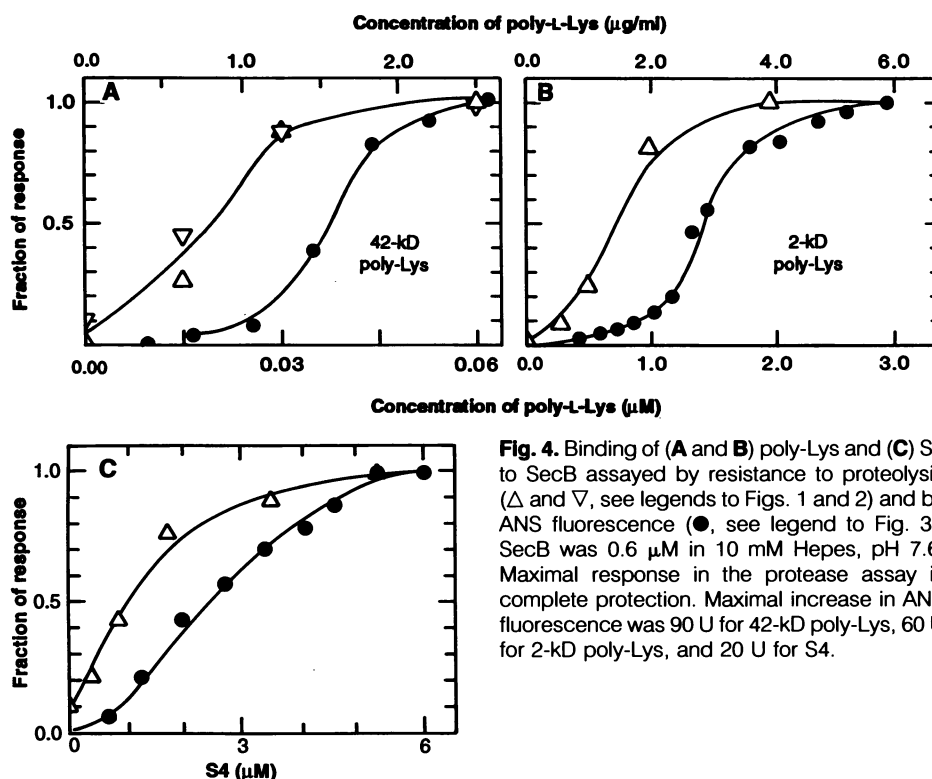 Concentration of poly-L-Lys (µg/ml)
0.0 1.0 2.0 0.0 2.0 4.0 6.0
A
B
1.0
0.5
Fraction of response
42-kD
poly-Lys
2-kD
poly-Lys
0.00 0.03 0.06 0.0 1.0 2.0 3.0
Concentration of poly-L-Lys (µM)
C
1.0
0.5
0.0
Fraction of response
0 3 6
S4 (µM)
Fig. 4. Binding of (A and B) poly-Lys and (C) S
to SecB assayed by resistance to proteolysi
(△ and ▽, see legends to Figs. 1 and 2) and b
ANS fluorescence (●, see legend to Fig. 3
SecB was 0.6 µM in 10 mM Hepes, pH 7.6
Maximal response in the protease assay i
complete protection. Maximal increase in AN
fluorescence was 90 U for 42-kD poly-Lys, 60 U
for 2-kD poly-Lys, and 20 U for S4.